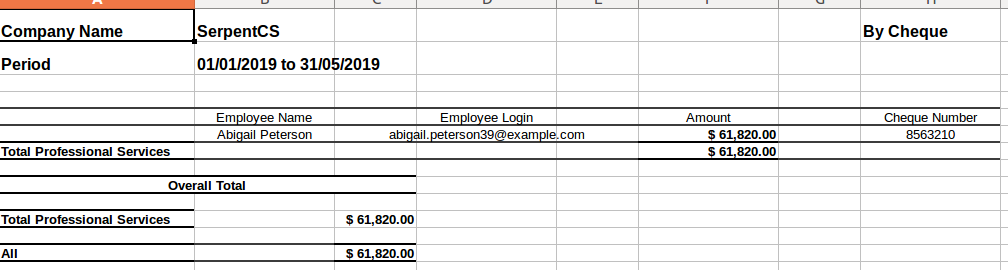 Company Name SerpentCS By Cheque
Period 01/01/2019 to 31/05/2019
Employee Name Employee Login Amount Cheque Number
Abigail Peterson abigail.peterson39@example.com $ 61,820.00 8563210
Total Professional Services $ 61,820.00
Overall Total
Total Professional Services $ 61,820.00
All $ 61,820.00